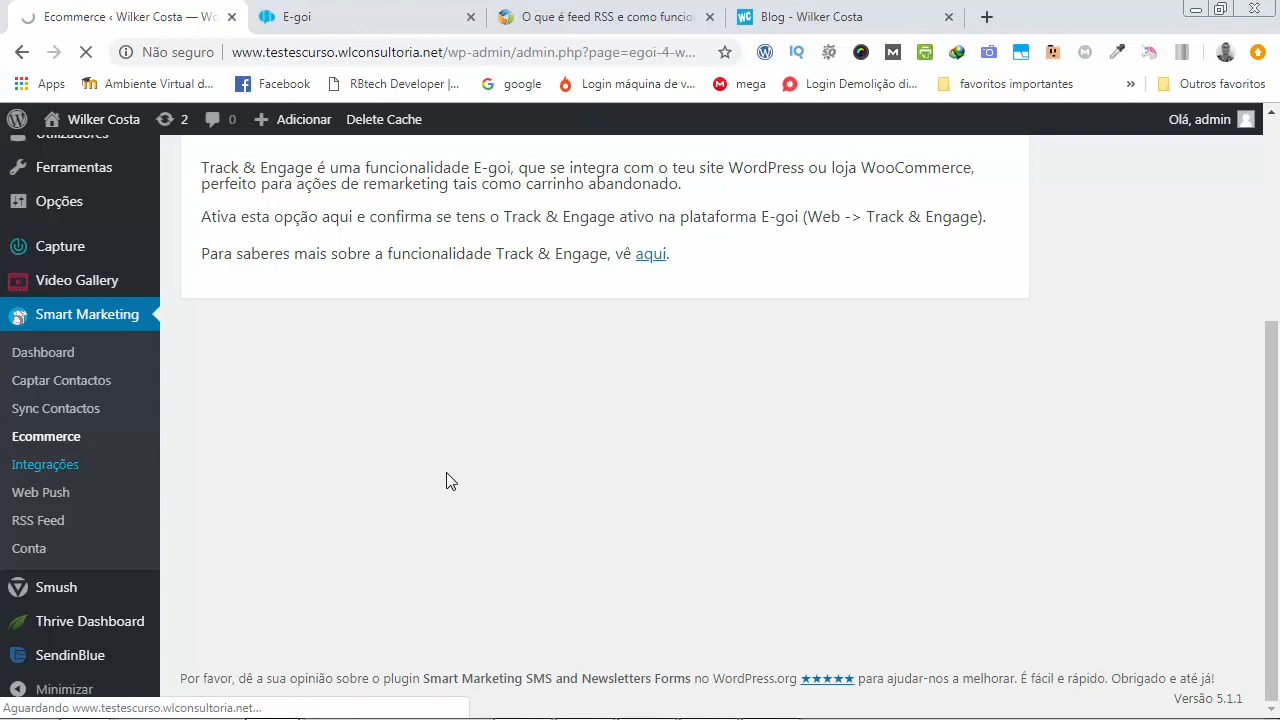 Ecommerce ‹ Wilker Costa — Wo
E-goi
O que é feed RSS e como funcio
Blog - Wilker Costa
Não seguro
www.testescurso.wlconsultoria.net/wp-admin/admin.php?page=egoi-4-w...
Apps
Ambiente Virtual d...
Facebook
RBtech Developer |...
google
Login máquina de v...
mega
Login Demolição di...
favoritos importantes
»
Outros favoritos
Wilker Costa
2
0
Adicionar
Delete Cache
Olá, admin
Utilizadores
Ferramentas
Opções
Capture
Video Gallery
Smart Marketing
Dashboard
Captar Contactos
Sync Contactos
Ecommerce
Integrações
Web Push
RSS Feed
Conta
Smush
Thrive Dashboard
SendinBlue
Minimizar
Track & Engage é uma funcionalidade E-goi, que se integra com o teu site WordPress ou loja WooCommerce,
perfeito para ações de remarketing tais como carrinho abandonado.
Ativa esta opção aqui e confirma se tens o Track & Engage ativo na plataforma E-goi (Web -> Track & Engage).
Para saberes mais sobre a funcionalidade Track & Engage, vê aqui.
Por favor, dê a sua opinião sobre o plugin Smart Marketing SMS and Newsletters Forms no WordPress.org ★★★★★ para ajudar-nos a melhorar. É fácil e rápido. Obrigado e até já!
Versão 5.1.1
Aguardando www.testescurso.wlconsultoria.net...